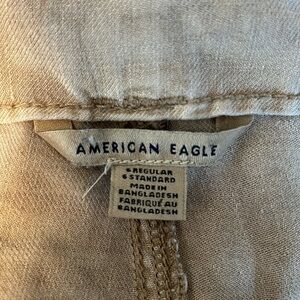 AMERICAN EAGLE
6 REGULAR
6 STANDARD
MADE IN
BANGLADESH
FABRIQUÉ AU
BANGLADESH